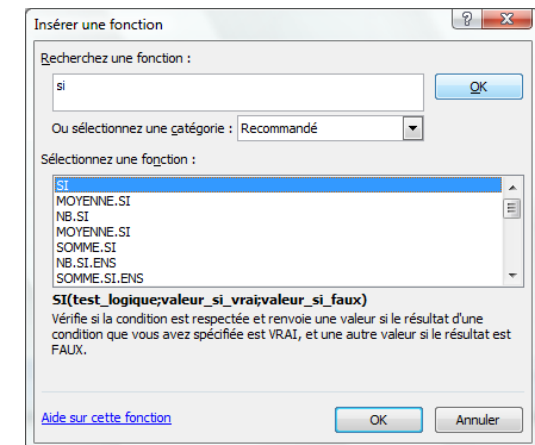 Insérer une fonction
Recherchez une fonction :
si
OK
Ou sélectionnez une catégorie : Recommandé
Sélectionnez une fonction :
SI
MOYENNE.SI
NB.SI
MOYENNE.SI
SOMME.SI
NB.SI.ENS
SOMME.SI.ENS
SI(test_logique;valeur_si_vrai;valeur_si_faux)
Vérifie si la condition est respectée et renvoie une valeur si le résultat d'une
condition que vous avez spécifiée est VRAI, et une autre valeur si le résultat est
FAUX.
Aide sur cette fonction
OK Annuler